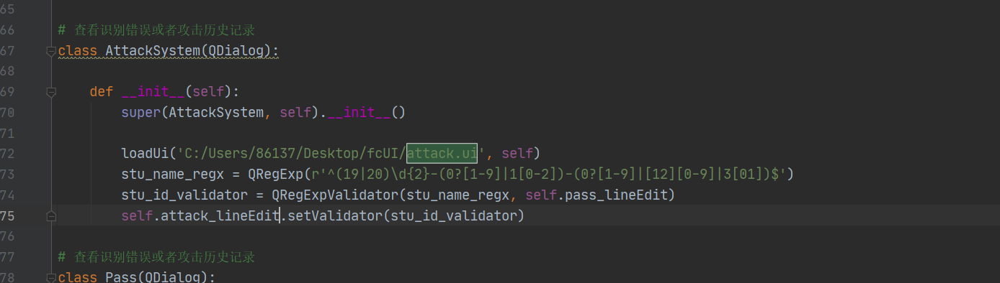 65
66 # 查看识别错误或者攻击历史记录
67 class AttackSystem(QDialog):
68
69 def __init__(self):
70 super(AttackSystem, self).__init__()
71
72 loadUi('C:/Users/86137/Desktop/fcUI/attack.ui', self)
73 stu_name_regx = QRegExp(r'^(19|20)\d{2}-(0?[1-9]|1[0-2])-(0?[1-9]|[12][0-9]|3[01])$')
74 stu_id_validator = QRegExpValidator(stu_name_regx, self.pass_lineEdit)
75 self.attack_lineEdit.setValidator(stu_id_validator)
76
77 # 查看识别错误或者攻击历史记录
78 class Pass(QDialog):